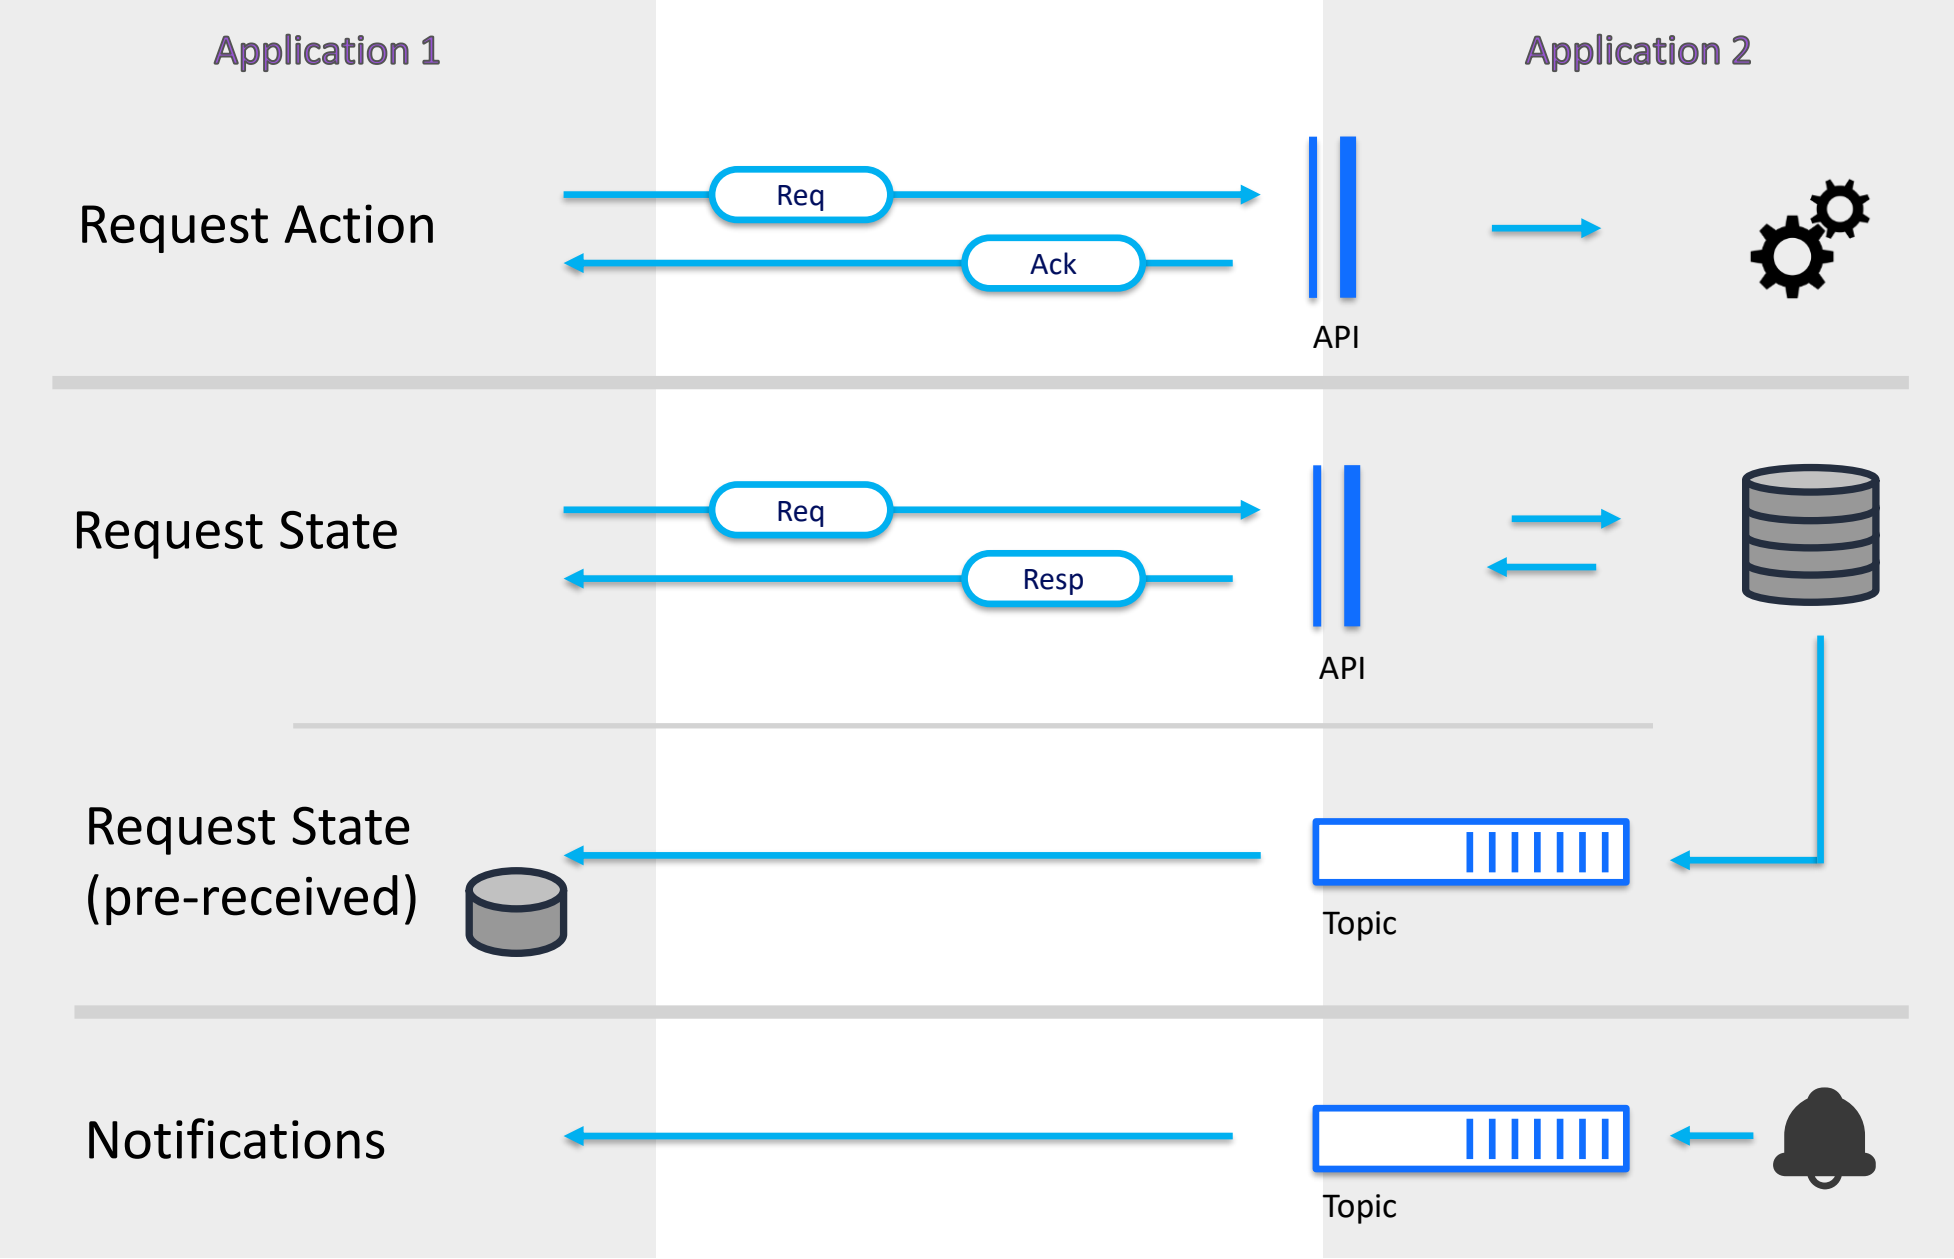 Application 1
Application 2
Request Action
Req
Ack
API
Request State
Req
Resp
API
Request State
(pre-received)
Topic
Notifications
Topic